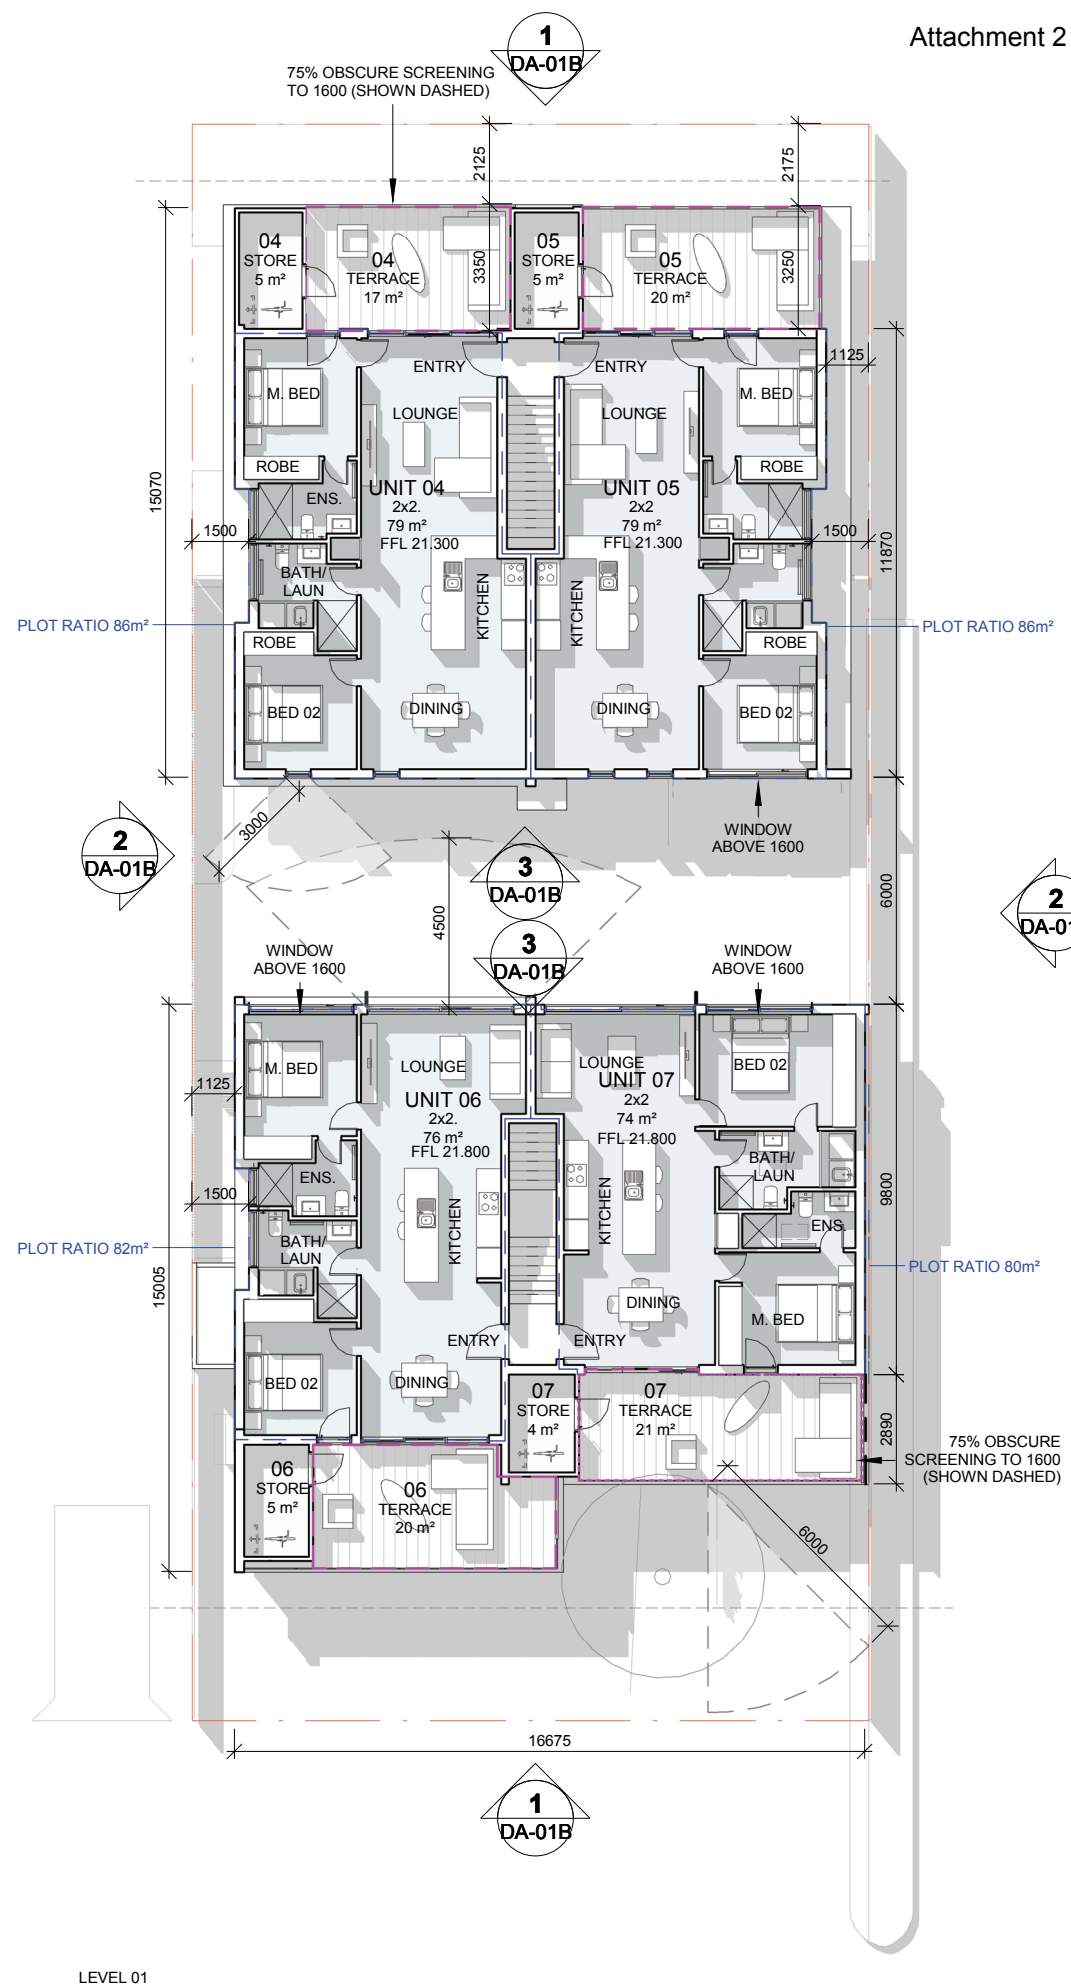 Attachment 2
1
DA-01B
75% OBSCURE SCREENING
TO 1600 (SHOWN DASHED)
2125
2175
04
STORE
5 m²
04
TERRACE
17 m²
3350
05
STORE
5 m²
05
TERRACE
20 m²
3250
1125
ENTRY
ENTRY
M. BED
LOUNGE
LOUNGE
M. BED
ROBE
ROBE
15070
UNIT 04
2x2.
79 m²
FFL 21.300
UNIT 05
2x2
79 m²
FFL 21.300
ENS.
1500
1500
11870
BATH/
LAUN
KITCHEN
KITCHEN
PLOT RATIO 86m²
PLOT RATIO 86m²
ROBE
ROBE
BED 02
DINING
DINING
BED 02
3000
WINDOW
ABOVE 1600
2
DA-01B
3
DA-01B
6000
2
DA-01
4500
3
DA-01B
WINDOW
ABOVE 1600
WINDOW
ABOVE 1600
M. BED
LOUNGE
LOUNGE
BED 02
1125
UNIT 06
2x2.
76 m²
FFL 21.800
UNIT 07
2x2
74 m²
FFL 21.800
ENS.
BATH/
LAUN
1500
9800
KITCHEN
KITCHEN
ENS.
PLOT RATIO 82m²
BATH/
LAUN
PLOT RATIO 80m²
15005
DINING
M. BED
ENTRY
ENTRY
BED 02
DINING
07
STORE
4 m²
07
TERRACE
21 m²
2890
75% OBSCURE
SCREENING TO 1600
(SHOWN DASHED)
06
STORE
5 m²
06
TERRACE
20 m²
6000
16675
1
DA-01B
LEVEL 01